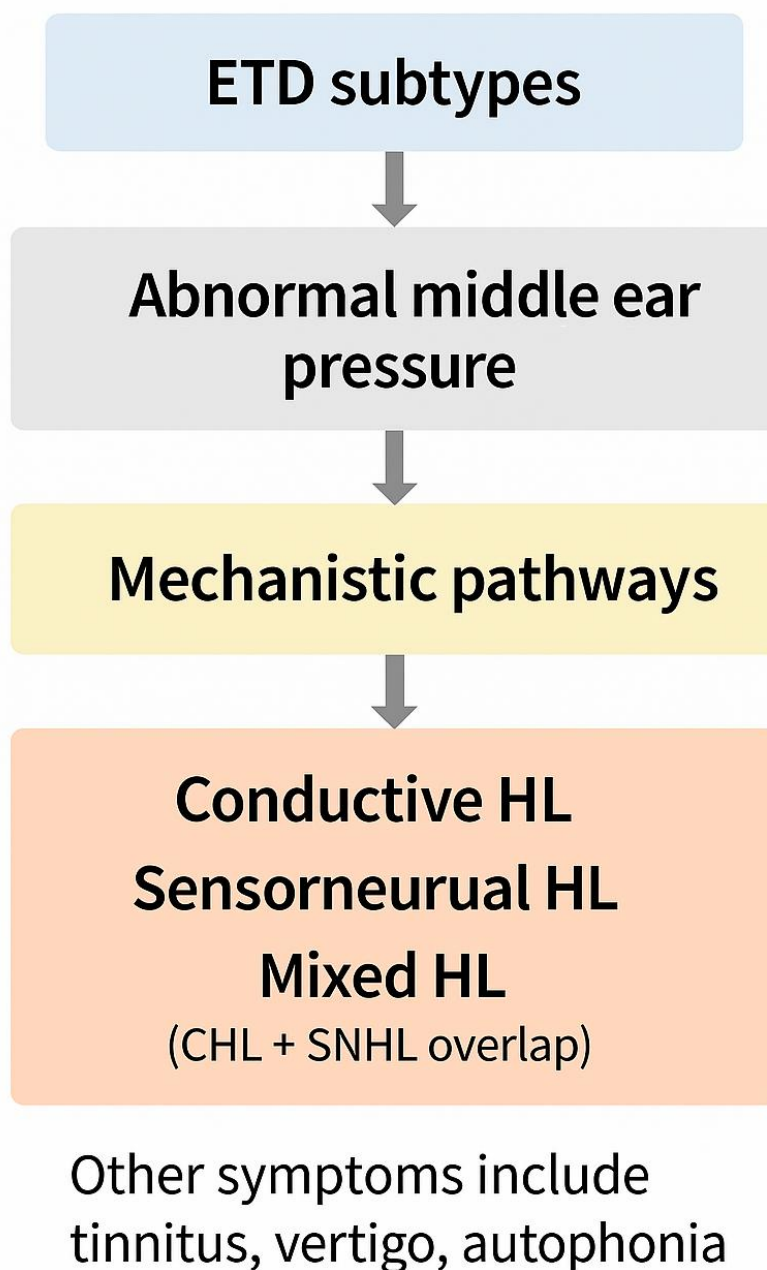 ETD subtypes
Abnormal middle ear
pressure
Mechanistic pathways
Conductive HL
Sensorneurual HL
Mixed HL
(CHL + SNHL overlap)
Other symptoms include
tinnitus, vertigo, autophonia